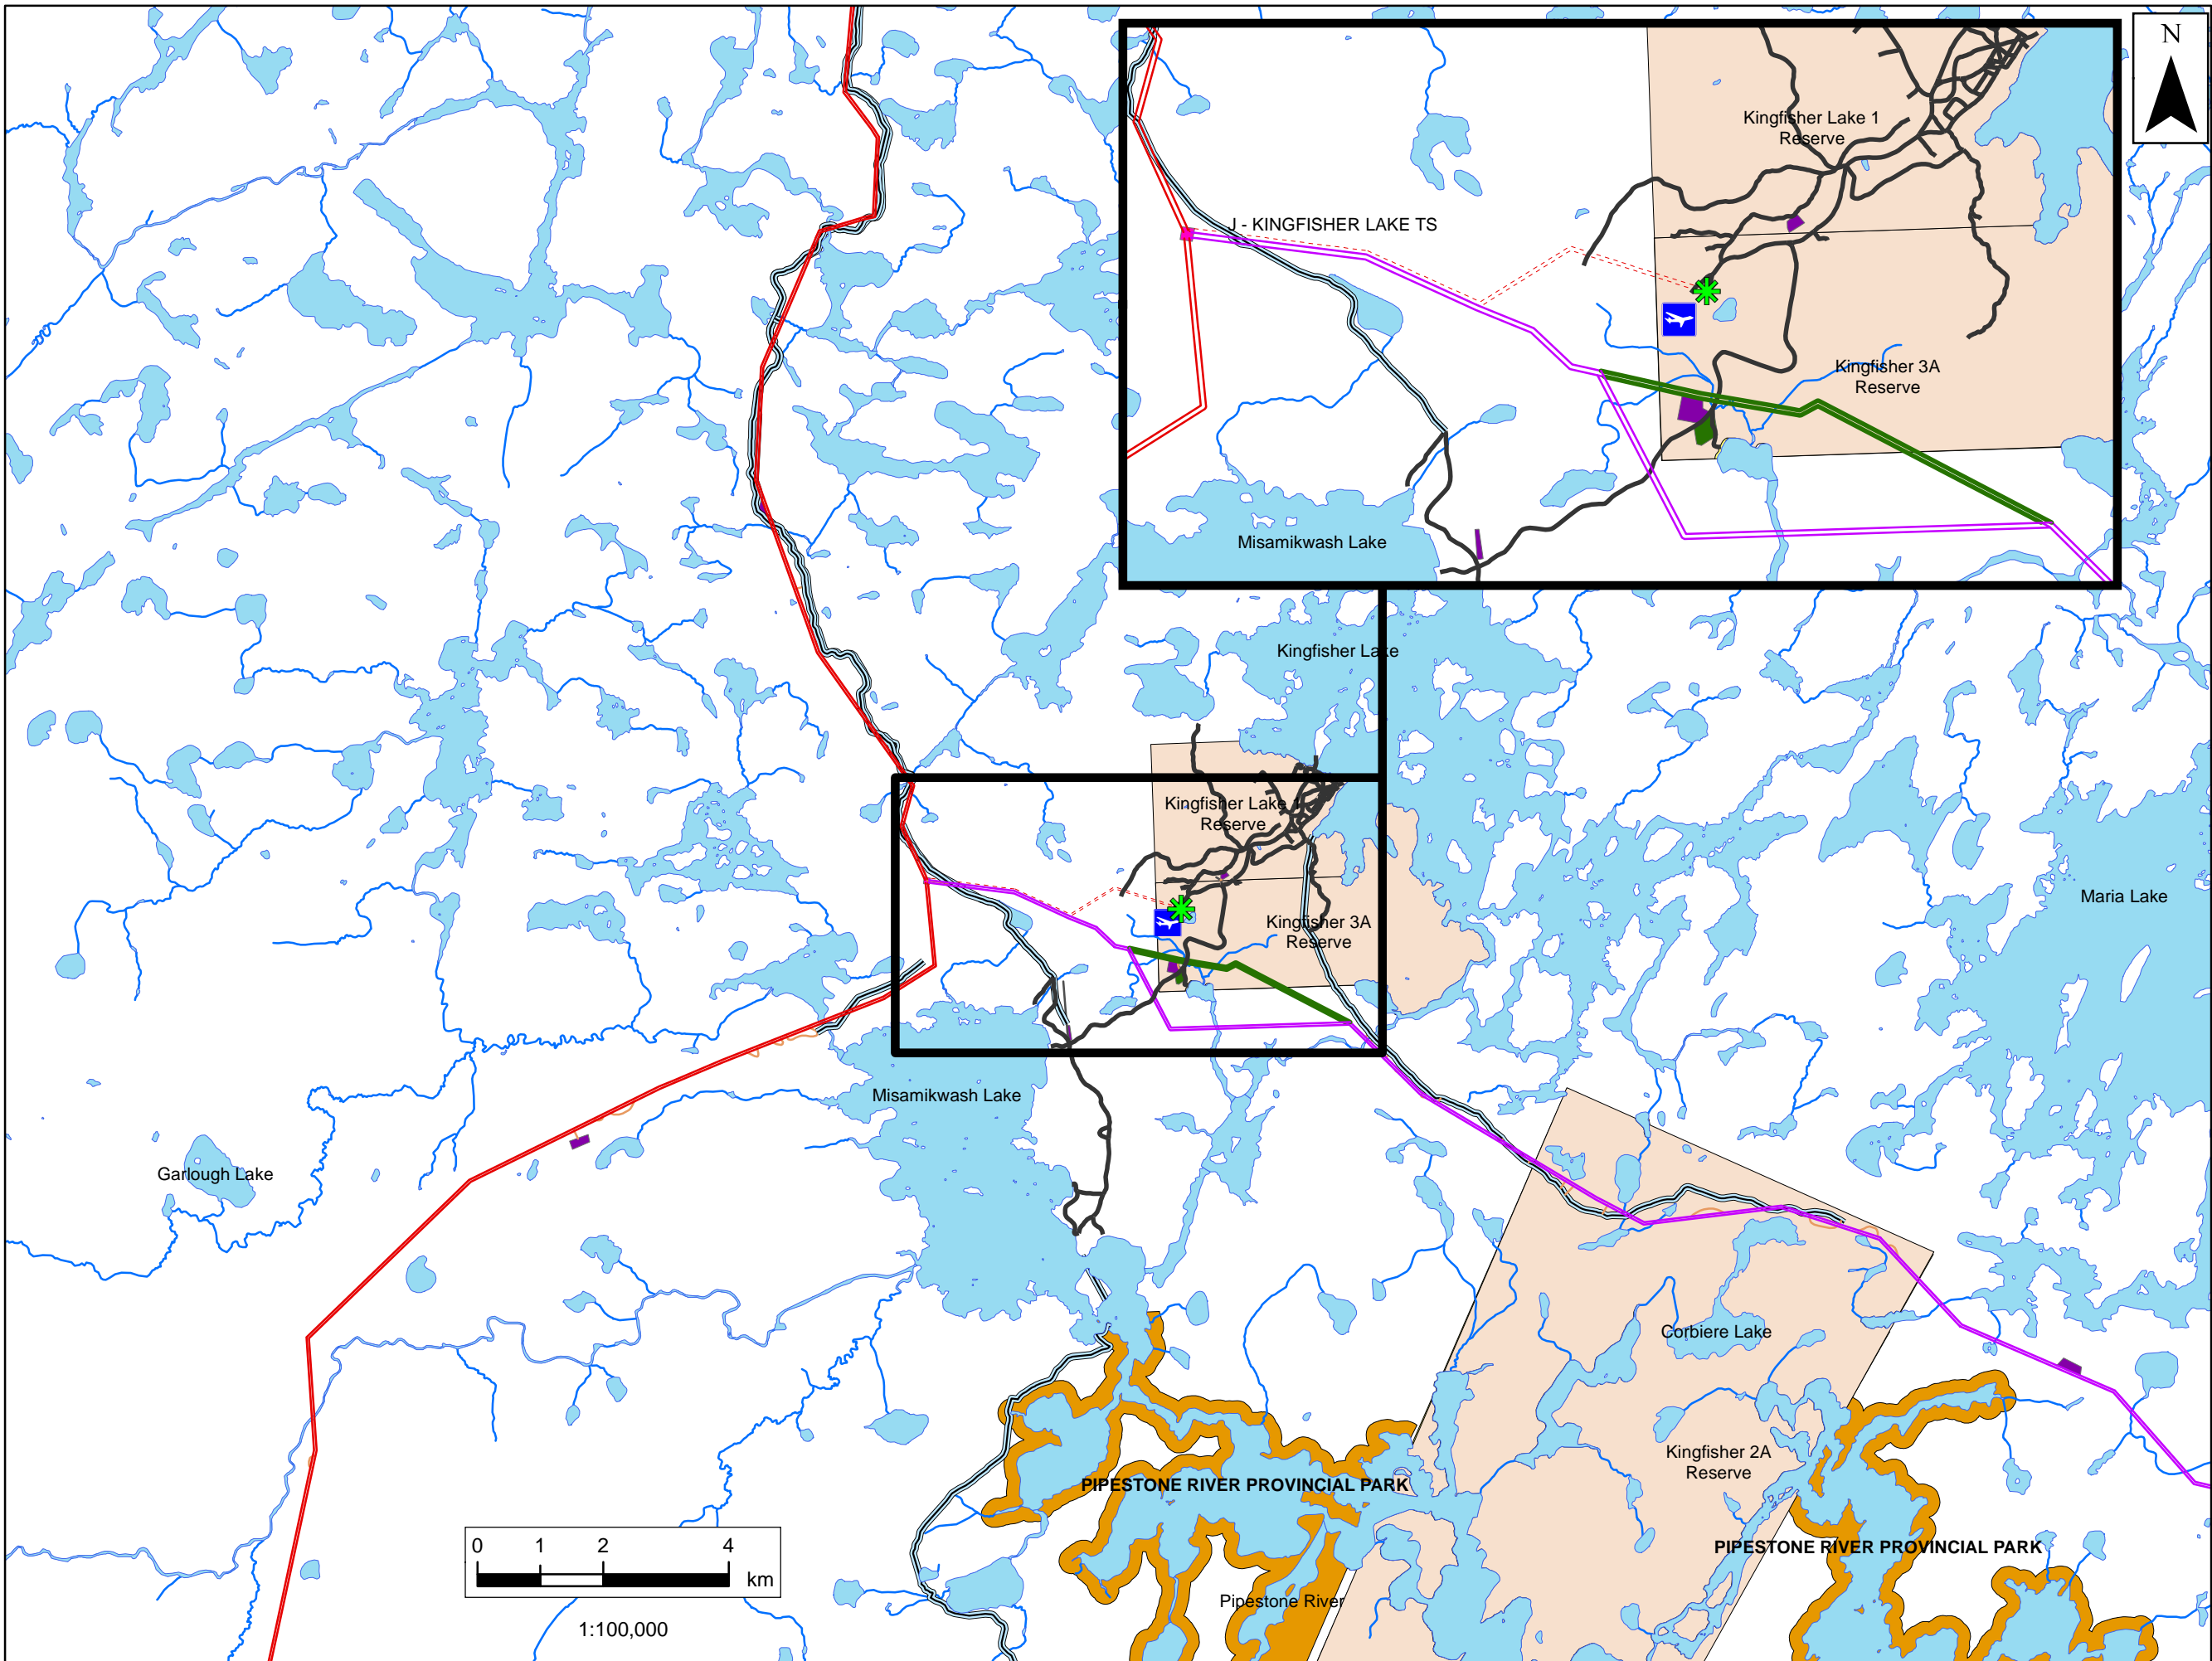 N
Kingfisher Lake 1
Reserve
J - KINGFISHER LAKE TS
Kingfisher 3A
Reserve
Misamikwash Lake
Kingfisher Lake
Kingfisher Lake 1
Reserve
Kingfisher 3A
Reserve
Maria Lake
Misamikwash Lake
Garlough Lake
Corbiere Lake
Kingfisher 2A
Reserve
PIPESTONE RIVER PROVINCIAL PARK
PIPESTONE RIVER PROVINCIAL PARK
Pipestone River
0 1 2 4
km
1:100,000